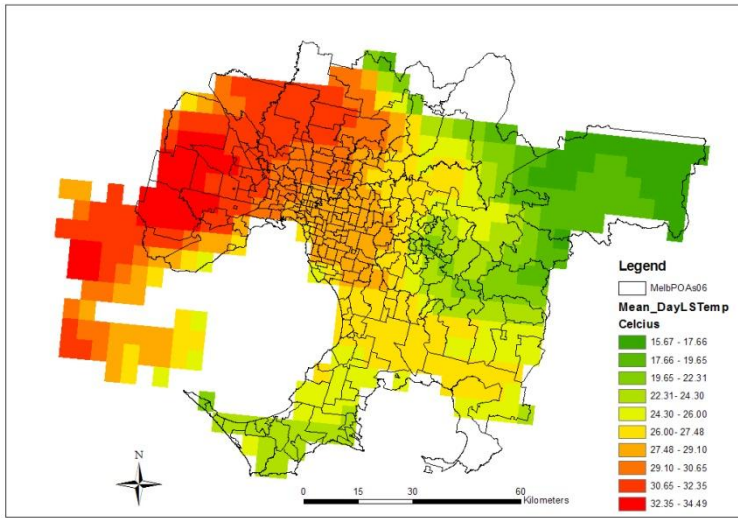 Legend
MelbPOAs06
Mean_DayLSTemp
Celcius
15.67 - 17.66
17.66 - 19.65
19.65 - 22.31
22.31- 24.30
24.30 - 26.00
26.00- 27.48
27.48 - 29.10
29.10 - 30.65
30.65 - 32.35
32.35 - 34.49
N
0 15 30 60
Kilometers